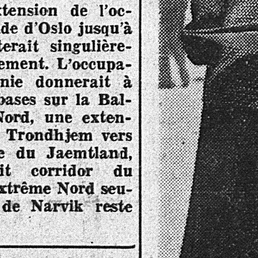 xtension de l'oc-
de d'Oslo jusqu'à
terait singulière-
ement. L'occupa-
nie donnerait à
bases sur la Bal-
Nord, une exten-
Trondhjem vers
e du Jaemtland,
it corridor du
xtrême Nord seu-
de Narvik reste